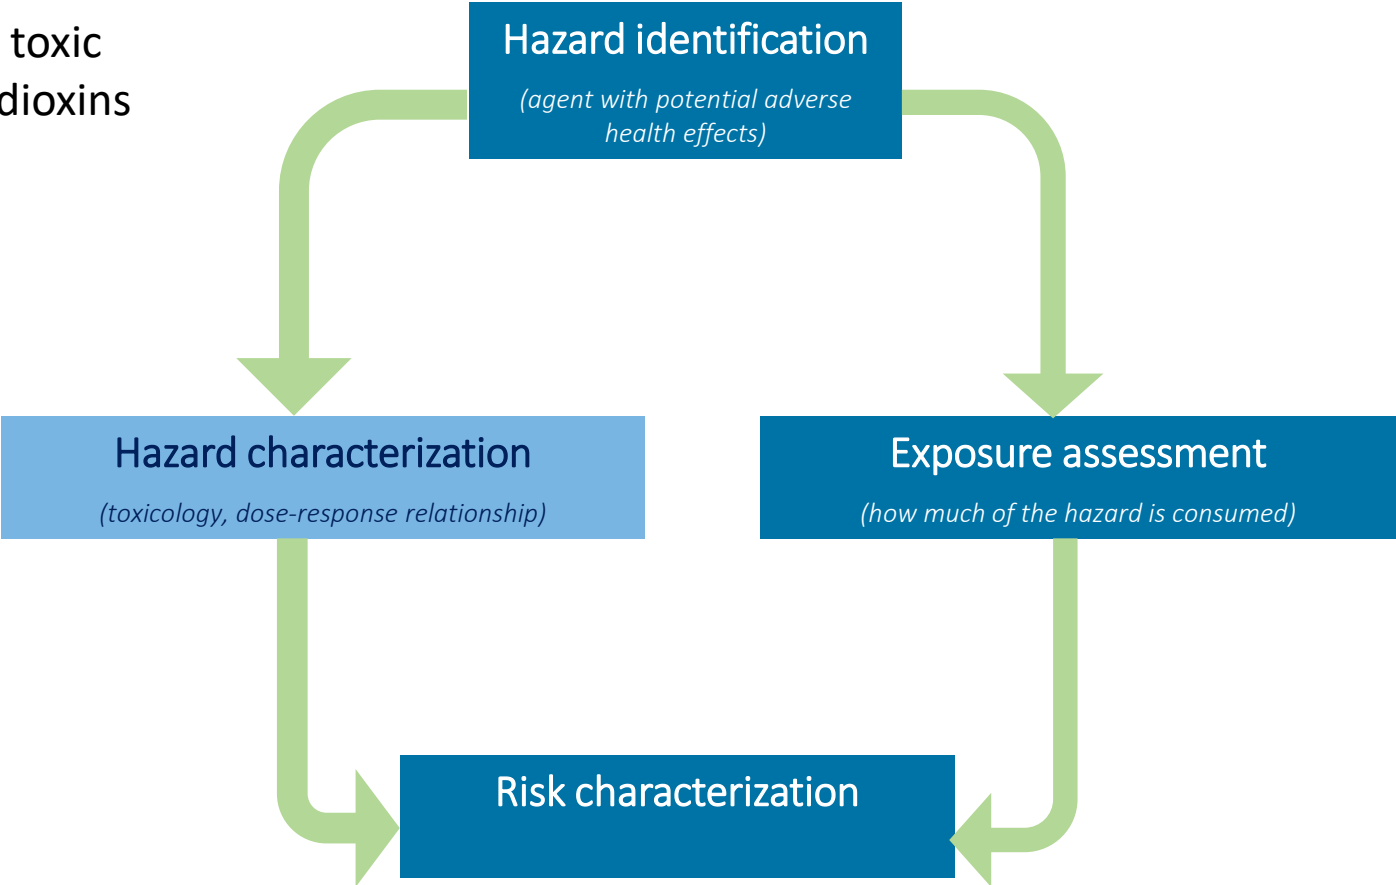 toxic
dioxins
Hazard identification
(agent with potential adverse
health effects)
Hazard characterization
(toxicology, dose-response relationship)
Exposure assessment
(how much of the hazard is consumed)
Risk characterization